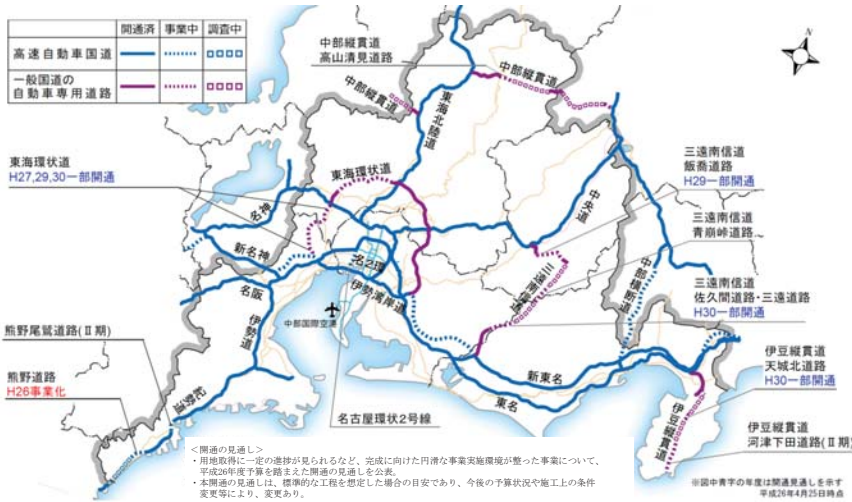 開通済 事業中 調査中
高速自動車国道
一般国道の
自動車専用道路
中部縦貫道
高山清見道路
中部縦貫道
中部縦貫道
東海北陸道
東海環状道
H27,29,30一部開通
東海環状道
三遠南信道
飯喬道路
H29一部開通
中央道
名神
三遠南信道
青崩峠道路
新名神
名2環
三遠南信道
中部横断道
三遠南信道
佐久間道路・三遠道路
H30一部開通
名阪
伊勢湾岸道
伊勢道
中部国際空港
熊野尾鷲道路(Ⅱ期)
伊豆縦貫道
天城北道路
H30一部開通
熊野道路
H26事業化
紀勢道
新東名
東名
名古屋環状2号線
伊豆縦貫道
伊豆縦貫道
河津下田道路(Ⅱ期)
<開通の見通し>
・用地取得に一定の進捗が見られるなど、完成に向けた円滑な事業実施環境が整った事業について、
平成26年度予算を踏まえた開通の見通しを公表。
・本開通の見通しは、標準的な工程を想定した場合の目安であり、今後の予算状況や施工上の条件
変更等により、変更あり。
※図中青字の年度は開通見通しを示す
平成26年4月25日時点